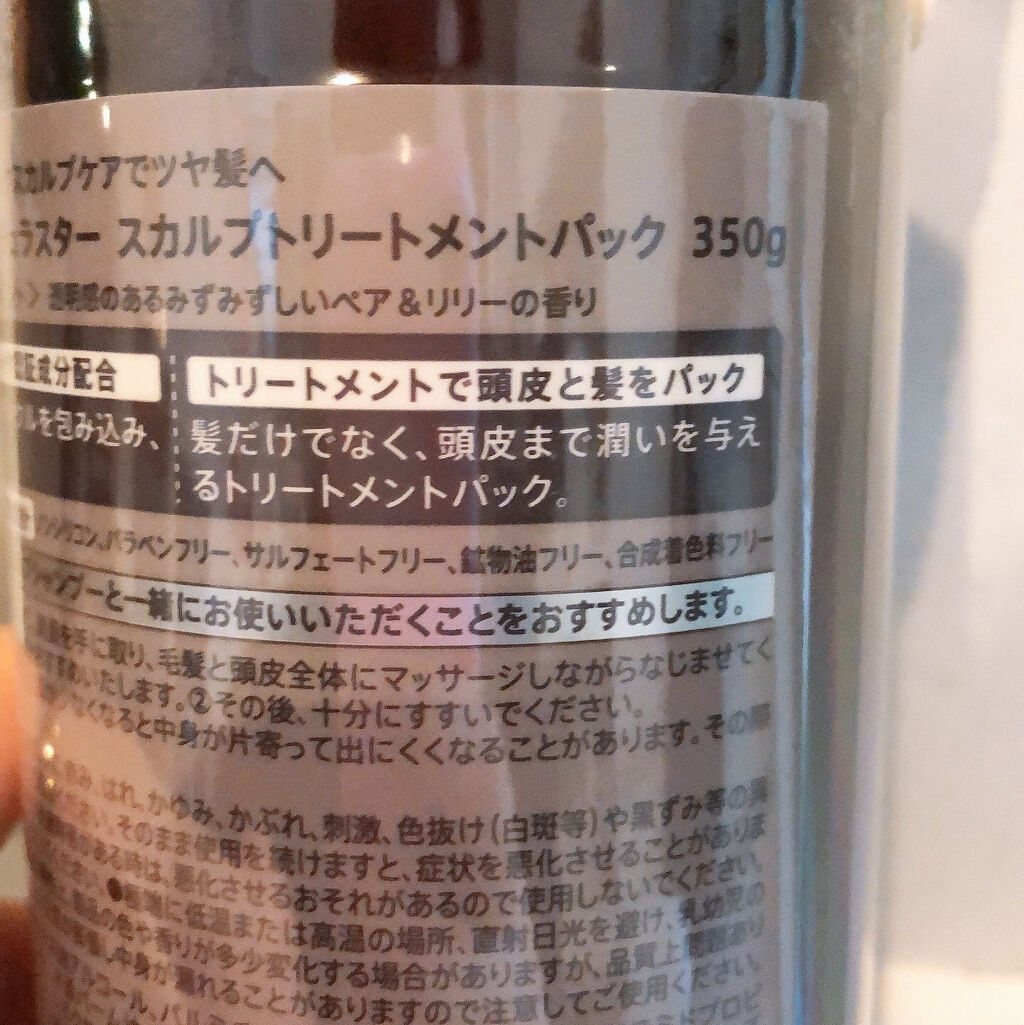 スカルプケアでツヤ髪へ
ラスター スカルプトリートメントパック 350g
透明感のあるみずみずしいペア＆リリーの香り
成分配合
トリートメントで頭皮と髪をパック
を包み込み、
髪だけでなく、頭皮まで潤いを与え
るトリートメントパック。
パラベンフリー、サルフェートフリー、鉱物油フリー、合成着色料フリー
シャンプーと一緒にお使いいただくことをおすすめします。
を手に取り、毛髪と頭皮全体にマッサージしながらなじませてく
いたします。②その後、十分にすすいでください。
なくなると中身が片寄って出にくくなることがあります。その際
はれ、かゆみ、かぶれ、刺激、色抜け(白斑等)や黒ずみ等の異
そのまま使用を続けますと、症状を悪化させることがありま
ある時は、悪化させるおそれがあるので使用しないでください。
●極端に低温または高温の場所、直射日光を避け、乳幼児の
の色や香りが多少変化する場合がありますが、品質上問題あり
中身が漏れることがありますので注意してご使用ください。